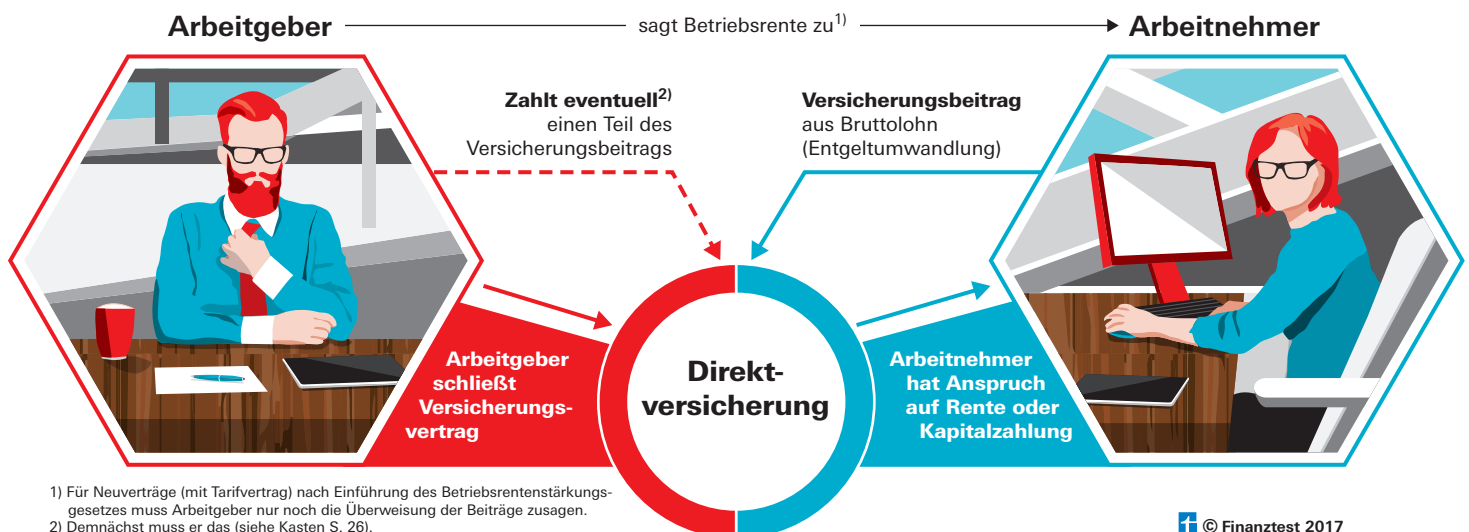 Arbeitgeber
sagt Betriebsrente zu1)
Arbeitnehmer
Zahlt eventuell2)
einen Teil des
Versicherungsbeitrags
Versicherungsbeitrag
aus Bruttolohn
(Entgeltumwandlung)
Arbeitgeber
schließt
Versicherungs-
vertrag
Direkt-
versicherung
Arbeitnehmer
hat Anspruch
auf Rente oder
Kapitalzahlung
1) Für Neuverträge (mit Tarifvertrag) nach Einführung des Betriebsrentenstärkungs-
gesetzes muss Arbeitgeber nur noch die Überweisung der Beiträge zusagen.
2) Demnächst muss er das (siehe Kasten S. 26).
t © Finanztest 2017